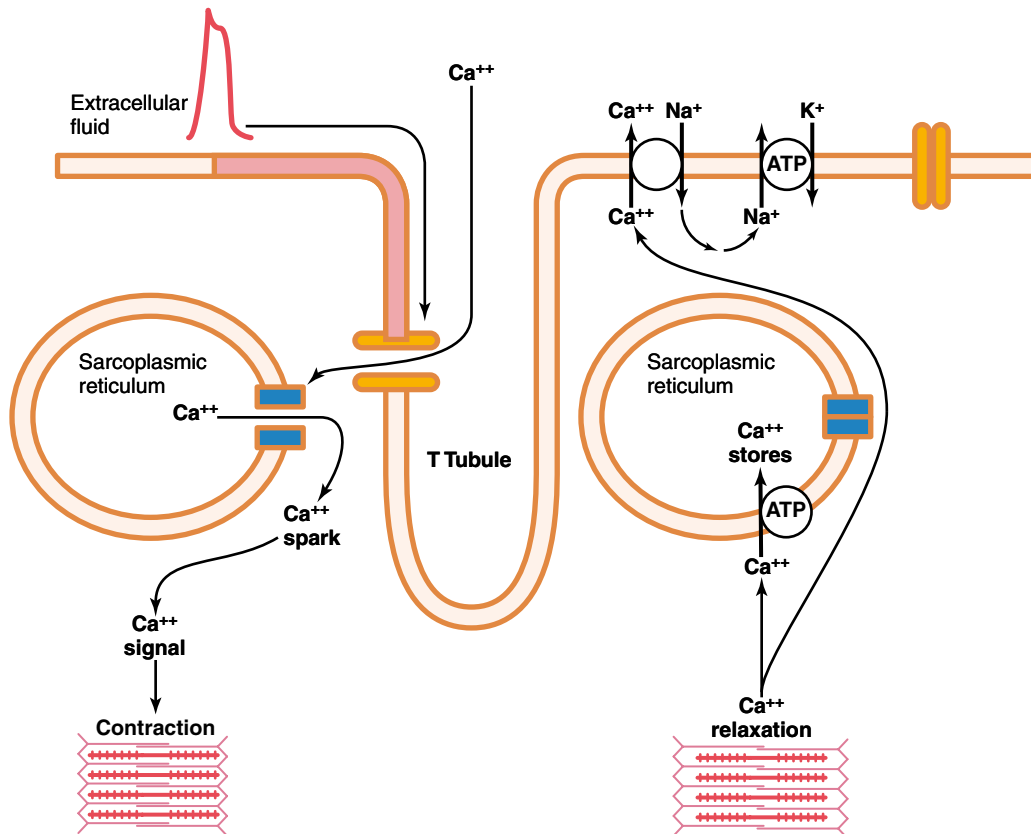 Ca⁺⁺
Extracellular
fluid
Ca⁺⁺
Na⁺
K⁺
ATP
Ca⁺⁺
Na⁺
Sarcoplasmic
reticulum
Ca⁺⁺
Ca⁺⁺
spark
Ca⁺⁺
signal
Contraction
T Tubule
Sarcoplasmic
reticulum
Ca⁺⁺
stores
ATP
Ca⁺⁺
Ca⁺⁺
relaxation